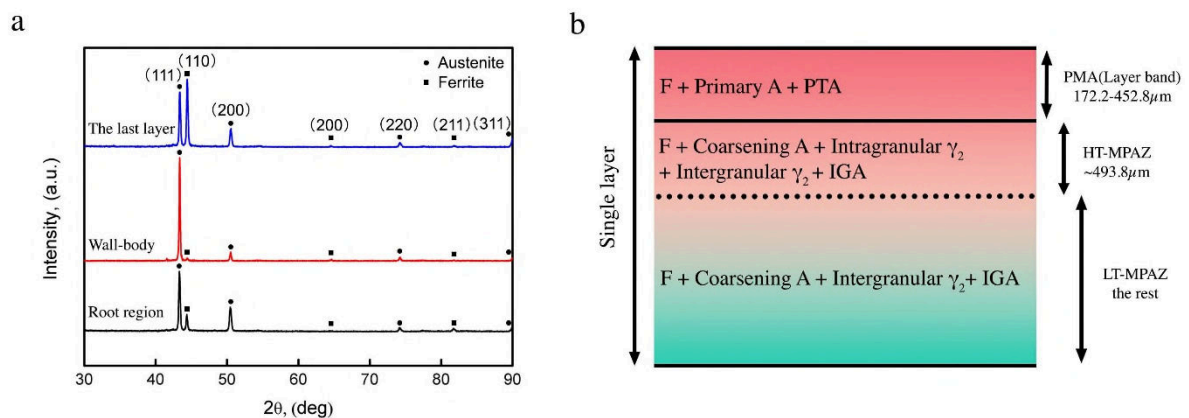 a
(110)
(111)
● Austenite
■ Ferrite
The last layer
(200)
(200)
(220)
(211)
(311)
Wall-body
Root region
Intensity, (a.u.)
30 40 50 60 70 80 90
2θ, (deg)
b
Single layer
F + Primary A + PTA
PMA(Layer band)
172.2-452.8μm
F + Coarsening A + Intragranular γ₂
+ Intergranular γ₂ + IGA
HT-MPAZ
~493.8μm
F + Coarsening A + Intergranular γ₂+ IGA
LT-MPAZ
the rest